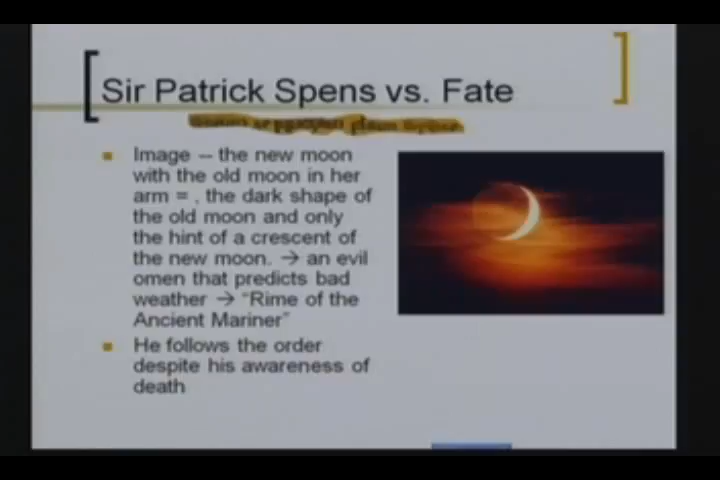 Sir Patrick Spens vs. Fate
Image – the new moon
with the old moon in her
arm = , the dark shape of
the old moon and only
the hint of a crescent of
the new moon. → an evil
omen that predicts bad
weather → “Rime of the
Ancient Mariner”
He follows the order
despite his awareness of
death